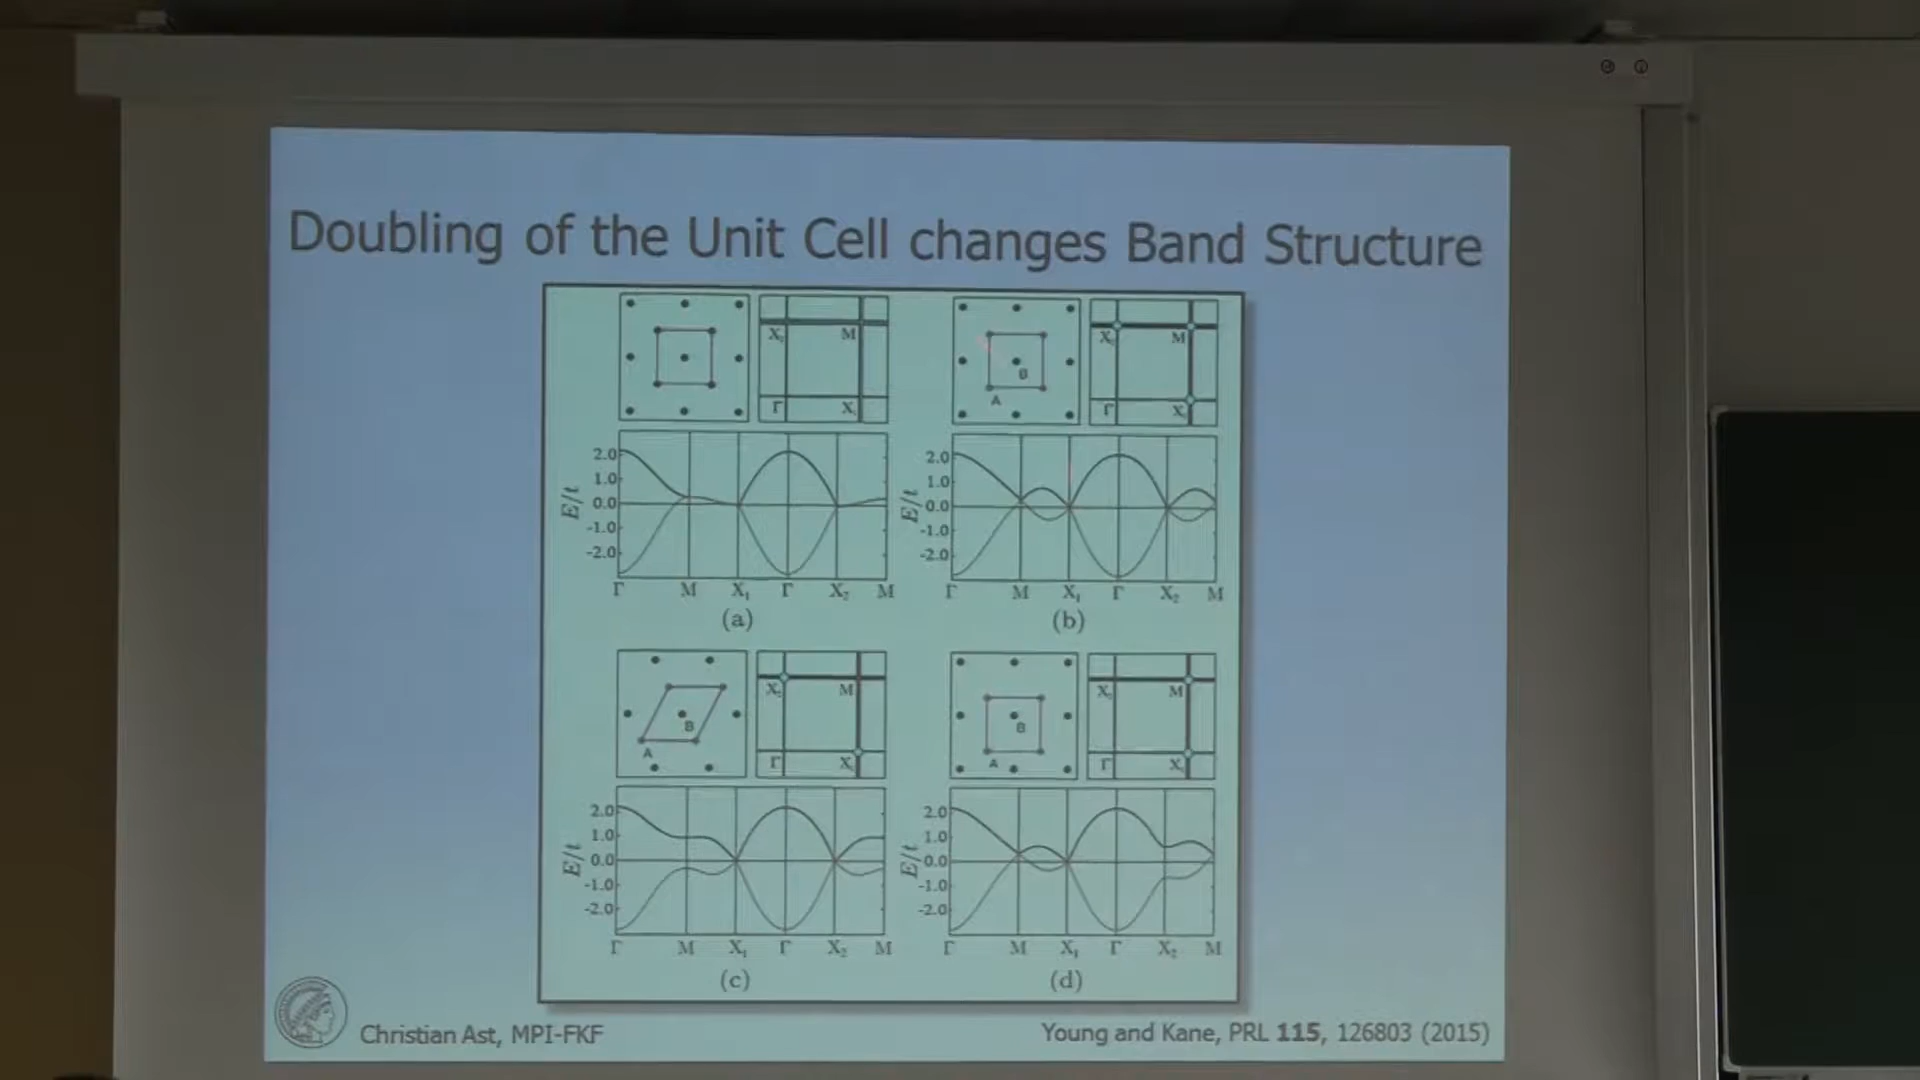 Doubling of the Unit Cell changes Band Structure
X₂ M
Γ X₁
E/t
2.0
1.0
0.0
-1.0
-2.0
Γ M X₁ Γ X₂ M
(a)
B
A
X₂ M
Γ X₁
E/t
2.0
1.0
0.0
-1.0
-2.0
Γ M X₁ Γ X₂ M
(b)
B
A
X₂ M
Γ X₁
E/t
2.0
1.0
0.0
-1.0
-2.0
Γ M X₁ Γ X₂ M
(c)
B
A
X₂ M
Γ X₁
E/t
2.0
1.0
0.0
-1.0
-2.0
Γ M X₁ Γ X₂ M
(d)
Christian Ast, MPI-FKF
Young and Kane, PRL 115, 126803 (2015)